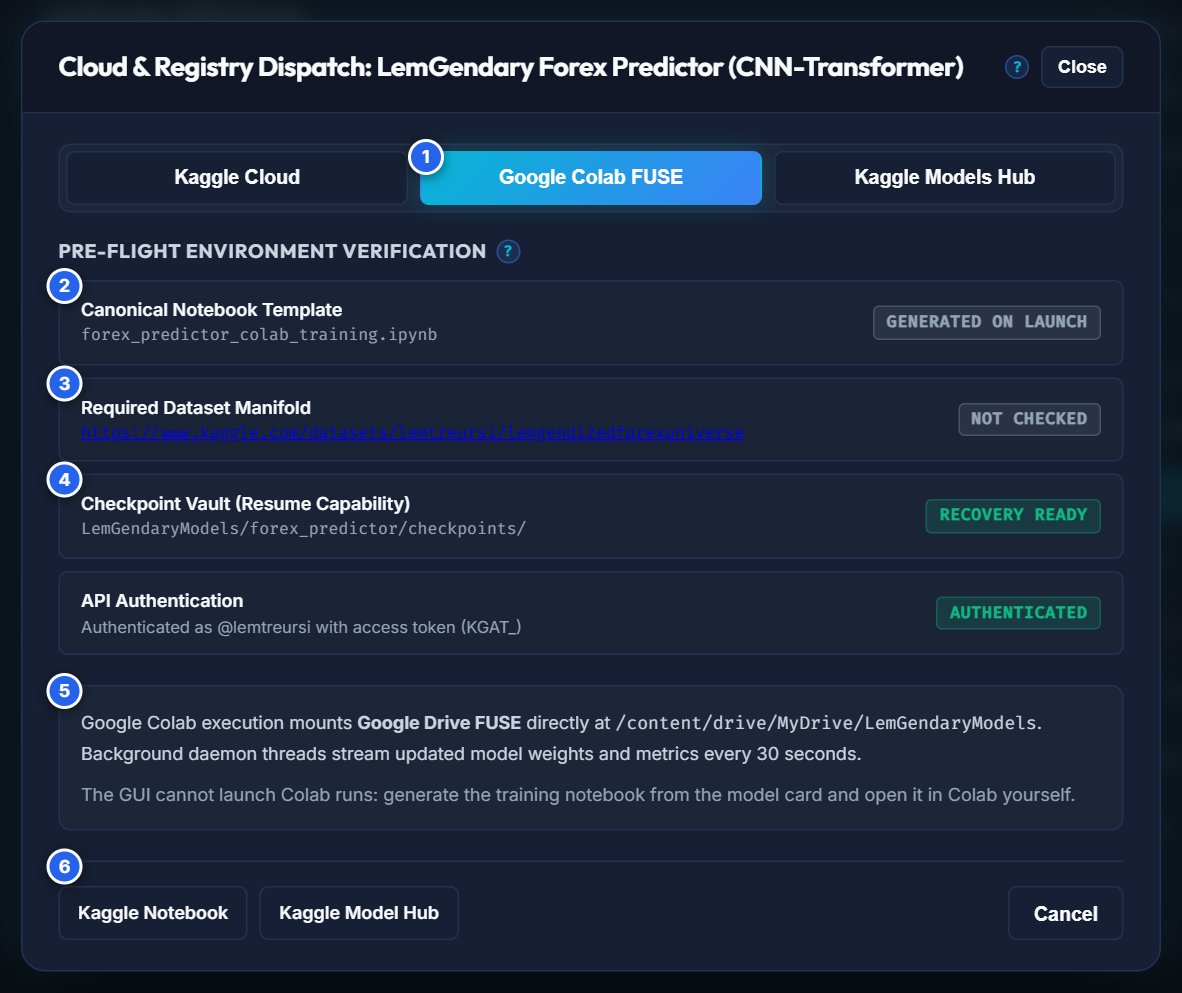 Cloud & Registry Dispatch: LemGendary Forex Predictor (CNN-Transformer)
?
Close
1
Kaggle Cloud
Google Colab FUSE
Kaggle Models Hub
PRE-FLIGHT ENVIRONMENT VERIFICATION
?
2
Canonical Notebook Template
forex_predictor_colab_training.ipynb
GENERATED ON LAUNCH
3
Required Dataset Manifold
https://www.kaggle.com/datasets/lemtreursi/lemgendizedforexuniverse
NOT CHECKED
4
Checkpoint Vault (Resume Capability)
LemGendaryModels/forex_predictor/checkpoints/
RECOVERY READY
API Authentication
Authenticated as @lemtreursi with access token (KGAT_)
AUTHENTICATED
5
Google Colab execution mounts Google Drive FUSE directly at /content/drive/MyDrive/LemGendaryModels.
Background daemon threads stream updated model weights and metrics every 30 seconds.
The GUI cannot launch Colab runs: generate the training notebook from the model card and open it in Colab yourself.
6
Kaggle Notebook
Kaggle Model Hub
Cancel